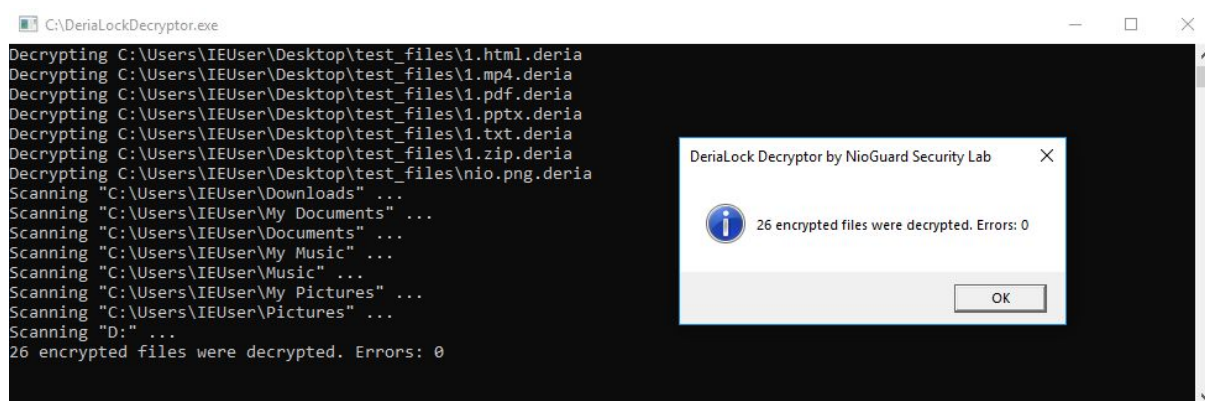 C:\DeriaLockDecryptor.exe
Decrypting C:\Users\IEUser\Desktop\test_files\1.html.deria
Decrypting C:\Users\IEUser\Desktop\test_files\1.mp4.deria
Decrypting C:\Users\IEUser\Desktop\test_files\1.pdf.deria
Decrypting C:\Users\IEUser\Desktop\test_files\1.pptx.deria
Decrypting C:\Users\IEUser\Desktop\test_files\1.txt.deria
Decrypting C:\Users\IEUser\Desktop\test_files\1.zip.deria
Decrypting C:\Users\IEUser\Desktop\test_files\nio.png.deria
Scanning "C:\Users\IEUser\Downloads" ...
Scanning "C:\Users\IEUser\My Documents" ...
Scanning "C:\Users\IEUser\Documents" ...
Scanning "C:\Users\IEUser\My Music" ...
Scanning "C:\Users\IEUser\Music" ...
Scanning "C:\Users\IEUser\My Pictures" ...
Scanning "C:\Users\IEUser\Pictures" ...
Scanning "D:" ...
26 encrypted files were decrypted. Errors: 0
DeriaLock Decryptor by NioGuard Security Lab
26 encrypted files were decrypted. Errors: 0
OK